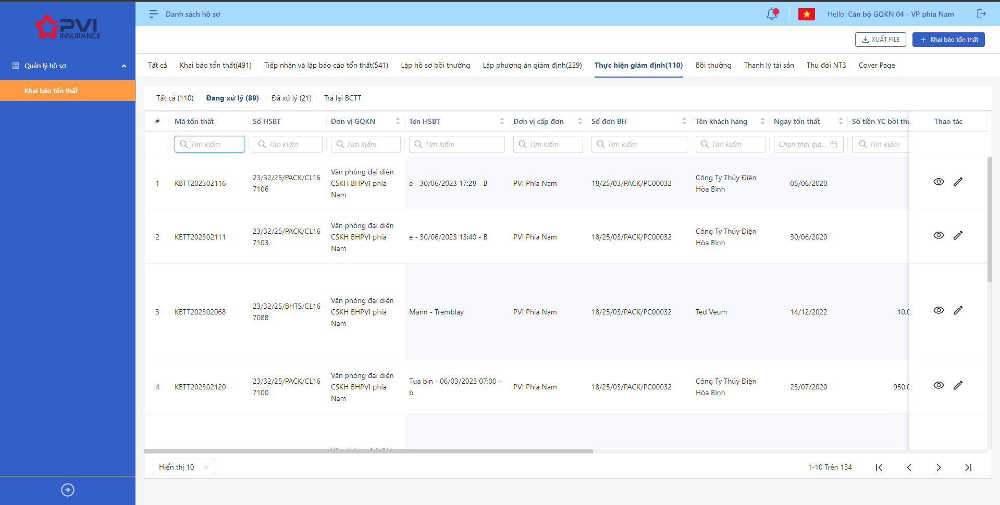 PVI
INSURANCE
Danh sách hồ sơ
Hello, Cán bộ GQKN 04 - VP phía Nam
XUẤT FILE
Khai báo tổn thất
Quản lý hồ sơ
Khai báo tổn thất
Tất cả
Khai báo tổn thất(491)
Tiếp nhận và lập báo cáo tổn thất(541)
Lập hồ sơ bồi thường
Lập phương án giám định(229)
Thực hiện giám định(110)
Bồi thường
Thanh lý tài sản
Thu đòi NT3
Cover Page
Tất cả (110)
Đang xử lý (89)
Đã xử lý (21)
Trả lại BCTT
#
Mã tổn thất
Số HSBT
Đơn vị GQKN
Tên HSBT
Đơn vị cấp đơn
Số đơn BH
Tên khách hàng
Ngày tổn thất
Số tiền YC bồi thư
Thao tác
Tìm kiếm
Tìm kiếm
Tìm kiếm
Tìm kiếm
Tìm kiếm
Tìm kiếm
Tìm kiếm
Chọn thời gia...
Tìm kiếm
1
KBTT202302116
23/32/25/PACK/CL16
7106
Văn phòng đại diện
CSKH BHPVI phía
Nam
e - 30/06/2023 17:28 - B
PVI Phía Nam
18/25/03/PACK/PC00032
Công Ty Thủy Điện
Hòa Bình
05/06/2020
2
KBTT202302111
23/32/25/PACK/CL16
7103
Văn phòng đại diện
CSKH BHPVI phía
Nam
e - 30/06/2023 13:40 - B
PVI Phía Nam
18/25/03/PACK/PC00032
Công Ty Thủy Điện
Hòa Bình
30/06/2020
3
KBTT202302068
23/32/25/BHTS/CL16
7088
Văn phòng đại diện
CSKH BHPVI phía
Nam
Mann - Tremblay
PVI Phía Nam
18/25/03/PACK/PC00032
Ted Veum
14/12/2022
10,0
4
KBTT202302120
23/32/25/PACK/CL16
7100
Văn phòng đại diện
CSKH BHPVI phía
Nam
Tua bin - 06/03/2023 07:00 -
b
PVI Phía Nam
18/25/03/PACK/PC00032
Công Ty Thủy Điện
Hòa Bình
23/07/2020
950,0
Hiển thị 10
1-10 Trên 134